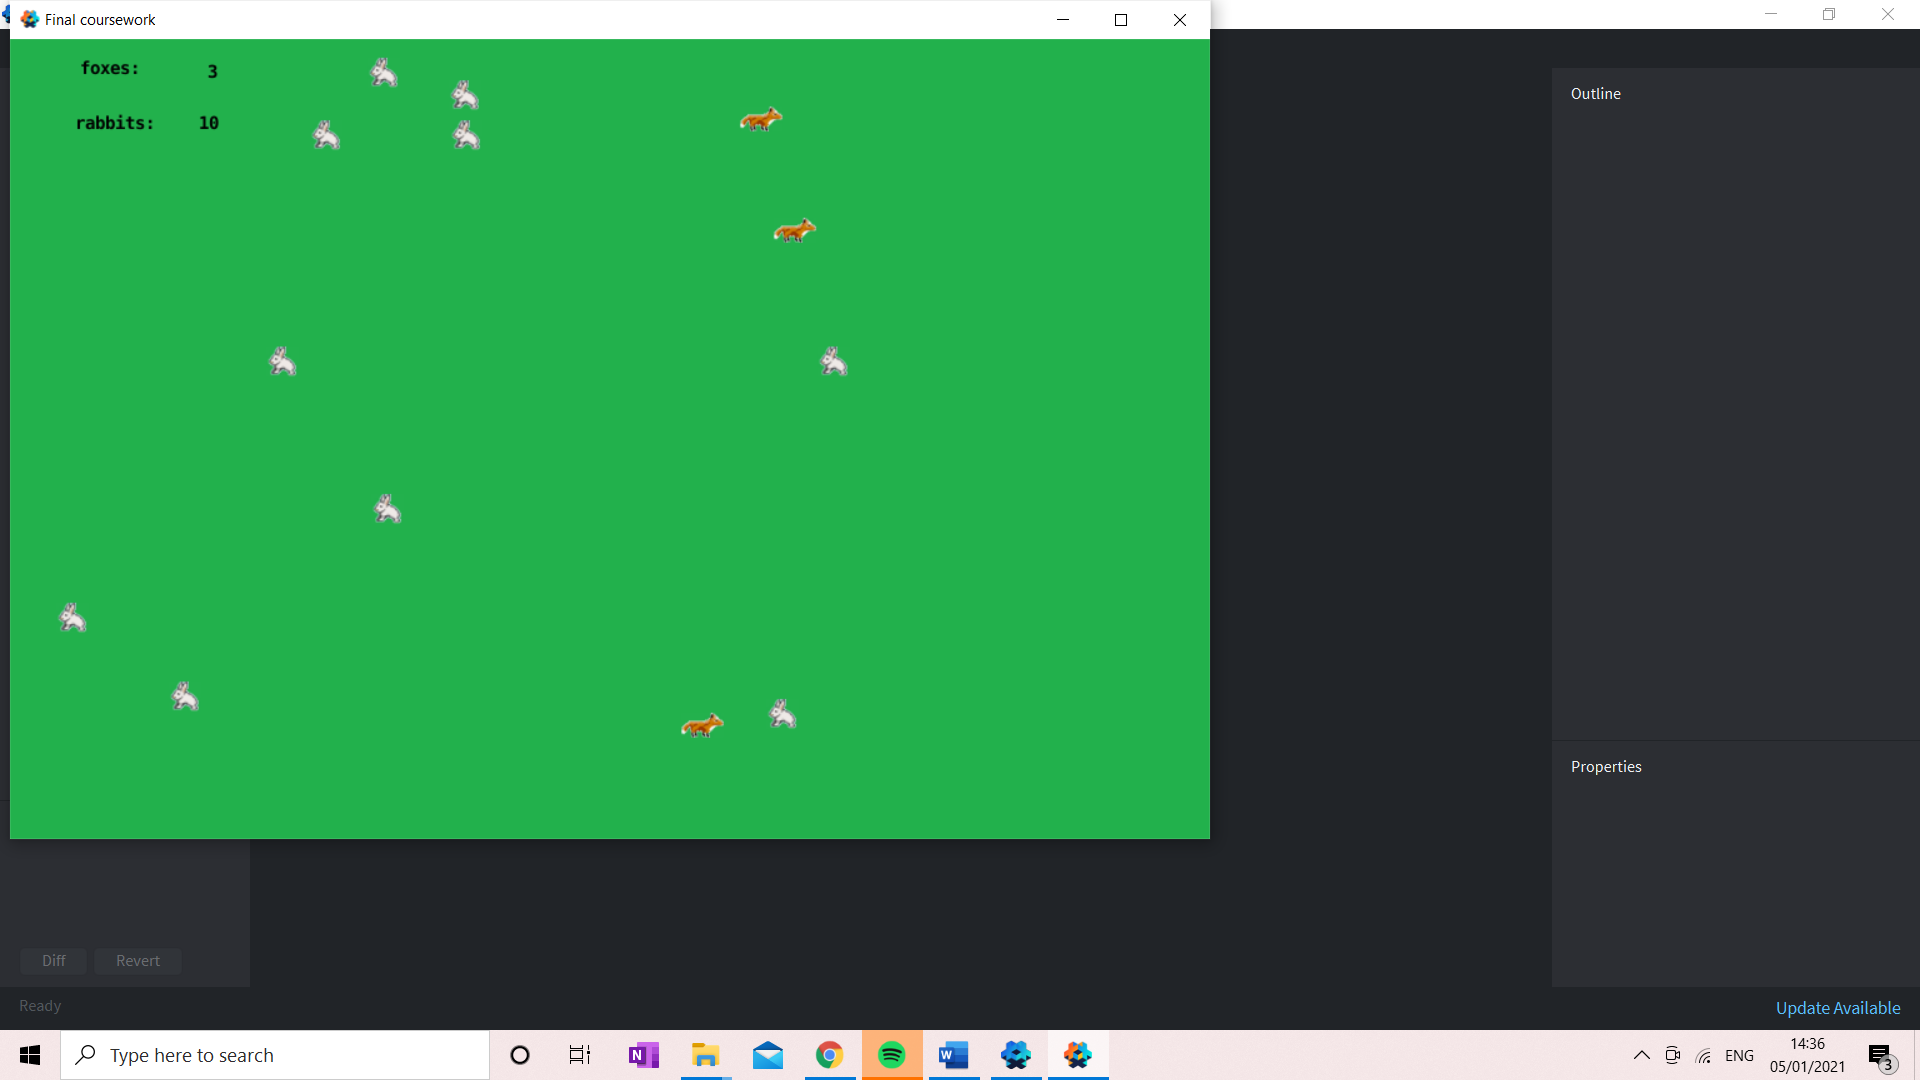 Final coursework
foxes: 3
rabbits: 10
Outline
Properties
Diff Revert
Ready
Update Available
Type here to search
N
W
ENG
14:36
05/01/2021
3